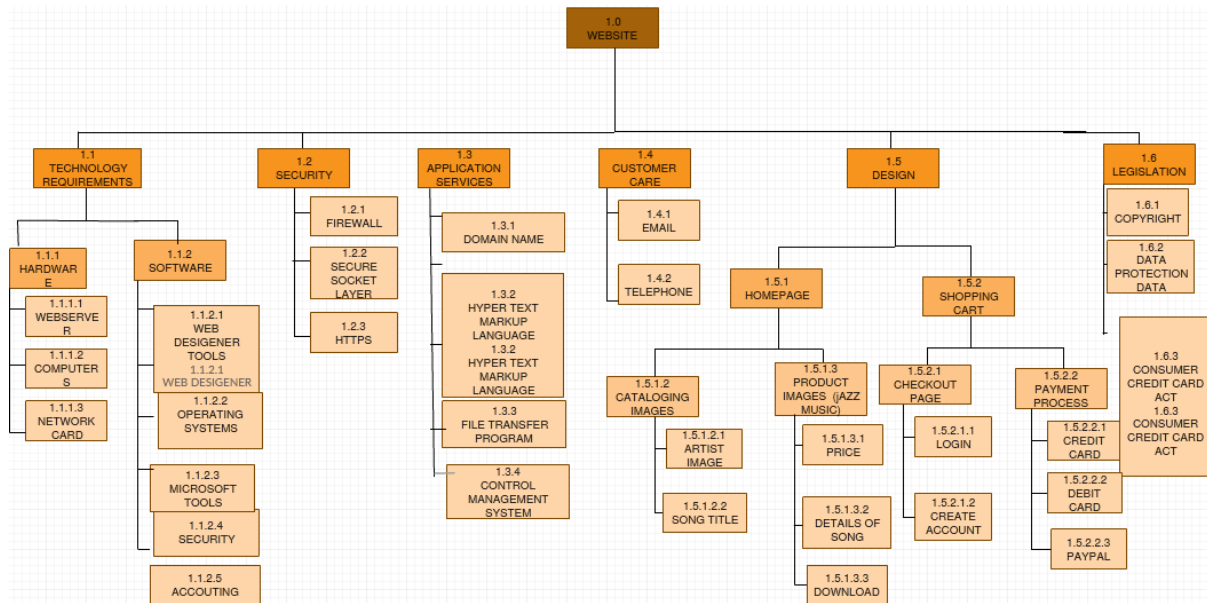 1.0
WEBSITE
1.1
TECHNOLOGY
REQUIREMENTS
1.2
SECURITY
1.3
APPLICATION
SERVICES
1.4
CUSTOMER
CARE
1.5
DESIGN
1.6
LEGISLATION
1.1.1
HARDWAR
E
1.1.1.1
WEBSERVE
R
1.1.1.2
COMPUTER
S
1.1.1.3
NETWORK
CARD
1.1.2
SOFTWARE
1.1.2.1
WEB
DESIGENER
TOOLS
1.1.2.1
WEB DESIGENER
1.1.2.2
OPERATING
SYSTEMS
1.1.2.3
MICROSOFT
TOOLS
1.1.2.4
SECURITY
1.1.2.5
ACCOUTING
1.2.1
FIREWALL
1.2.2
SECURE
SOCKET
LAYER
1.2.3
HTTPS
1.3.1
DOMAIN NAME
1.3.2
HYPER TEXT
MARKUP
LANGUAGE
1.3.2
HYPER TEXT
MARKUP
LANGUAGE
1.3.3
FILE TRANSFER
PROGRAM
1.3.4
CONTROL
MANAGEMENT
SYSTEM
1.4.1
EMAIL
1.4.2
TELEPHONE
1.5.1
HOMEPAGE
1.5.1.2
CATALOGING
IMAGES
1.5.1.2.1
ARTIST
IMAGE
1.5.1.2.2
SONG TITLE
1.5.1.3
PRODUCT
IMAGES (jAZZ
MUSIC)
1.5.1.3.1
PRICE
1.5.1.3.2
DETAILS OF
SONG
1.5.1.3.3
DOWNLOAD
1.5.2
SHOPPING
CART
1.5.2.1
CHECKOUT
PAGE
1.5.2.1.1
LOGIN
1.5.2.1.2
CREATE
ACCOUNT
1.5.2.2
PAYMENT
PROCESS
1.5.2.2.1
CREDIT
CARD
1.5.2.2.2
DEBIT
CARD
1.5.2.2.3
PAYPAL
1.6.1
COPYRIGHT
1.6.2
DATA
PROTECTION
DATA
1.6.3
CONSUMER
CREDIT CARD
ACT
1.6.3
CONSUMER
CREDIT CARD
ACT